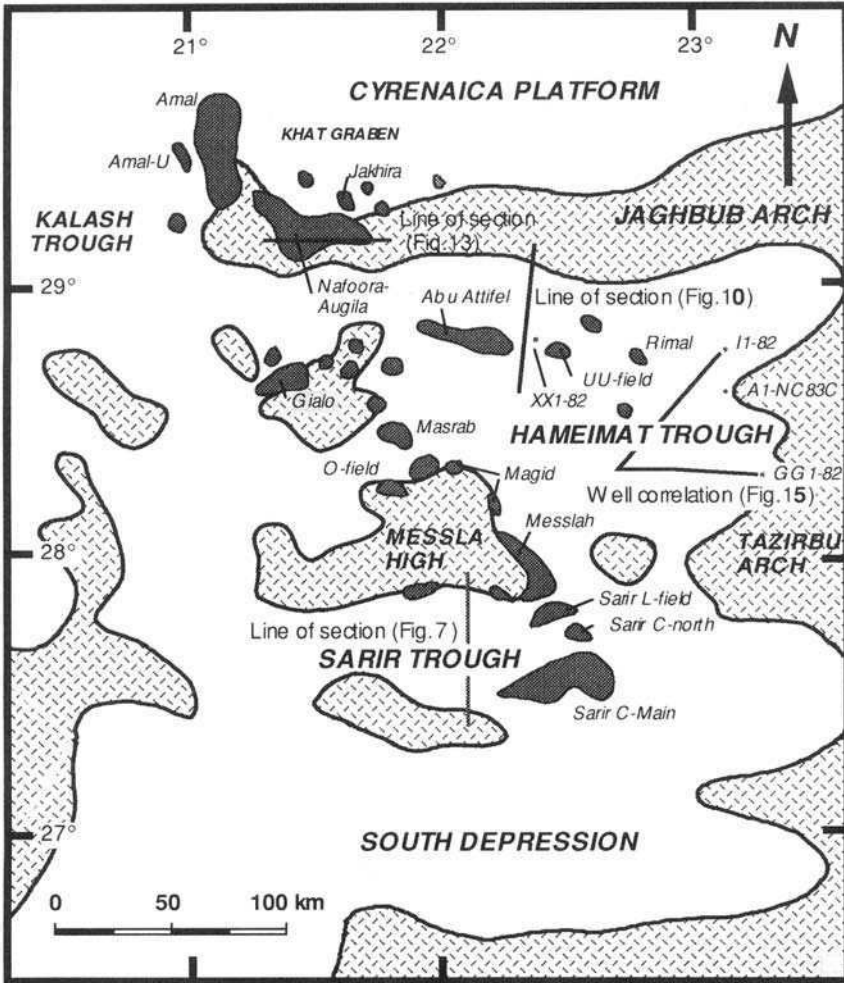 21°
22°
23°
N
Amal
CYRENAICA PLATFORM
KHAT GRABEN
Amal-U
Jakhira
KALASH
TROUGH
Line of section
(Fig.13)
JAGHBUB ARCH
29°
Nafoora-
Augila
Abu Attifel
Line of section (Fig.10)
Rimal
I1-82
UU-field
XX1-82
A1-NC83C
Gialo
Masrab
HAMEIMAT TROUGH
O-field
Magid
GG1-82
Well correlation (Fig.15)
MESSLA
HIGH
Messlah
28°
TAZIRBU
ARCH
Sarir L-field
Line of section (Fig.7)
Sarir C-north
SARIR TROUGH
Sarir C-Main
27°
SOUTH DEPRESSION
0 50 100 km